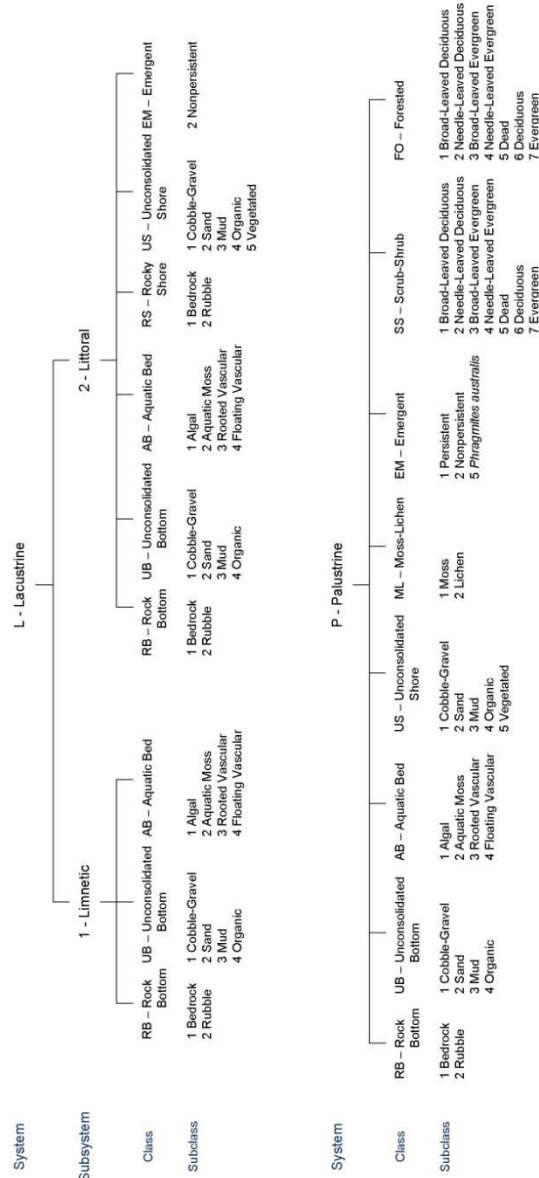 System
L - Lacustrine
Subsystem
1 - Limnetic
2 - Littoral
Class
RB – Rock
Bottom
UB – Unconsolidated
Bottom
AB – Aquatic Bed
RB – Rock
Bottom
UB – Unconsolidated
Bottom
AB – Aquatic Bed
RS – Rocky
Shore
US – Unconsolidated
Shore
EM – Emergent
Subclass
1 Bedrock
2 Rubble
1 Cobble-Gravel
2 Sand
3 Mud
4 Organic
1 Algal
2 Aquatic Moss
3 Rooted Vascular
4 Floating Vascular
1 Bedrock
2 Rubble
1 Cobble-Gravel
2 Sand
3 Mud
4 Organic
1 Algal
2 Aquatic Moss
3 Rooted Vascular
4 Floating Vascular
1 Bedrock
2 Rubble
1 Cobble-Gravel
2 Sand
3 Mud
4 Organic
5 Vegetated
2 Nonpersistent
System
P - Palustrine
Class
RB – Rock
Bottom
UB – Unconsolidated
Bottom
AB – Aquatic Bed
US – Unconsolidated
Shore
ML – Moss-Lichen
EM – Emergent
SS – Scrub-Shrub
FO – Forested
Subclass
1 Bedrock
2 Rubble
1 Cobble-Gravel
2 Sand
3 Mud
4 Organic
1 Algal
2 Aquatic Moss
3 Rooted Vascular
4 Floating Vascular
1 Cobble-Gravel
2 Sand
3 Mud
4 Organic
5 Vegetated
1 Moss
2 Lichen
1 Persistent
2 Nonpersistent
5 Phragmites australis
1 Broad-Leaved Deciduous
2 Needle-Leaved Deciduous
3 Broad-Leaved Evergreen
4 Needle-Leaved Evergreen
5 Dead
6 Deciduous
7 Evergreen
1 Broad-Leaved Deciduous
2 Needle-Leaved Deciduous
3 Broad-Leaved Evergreen
4 Needle-Leaved Evergreen
5 Dead
6 Deciduous
7 Evergreen